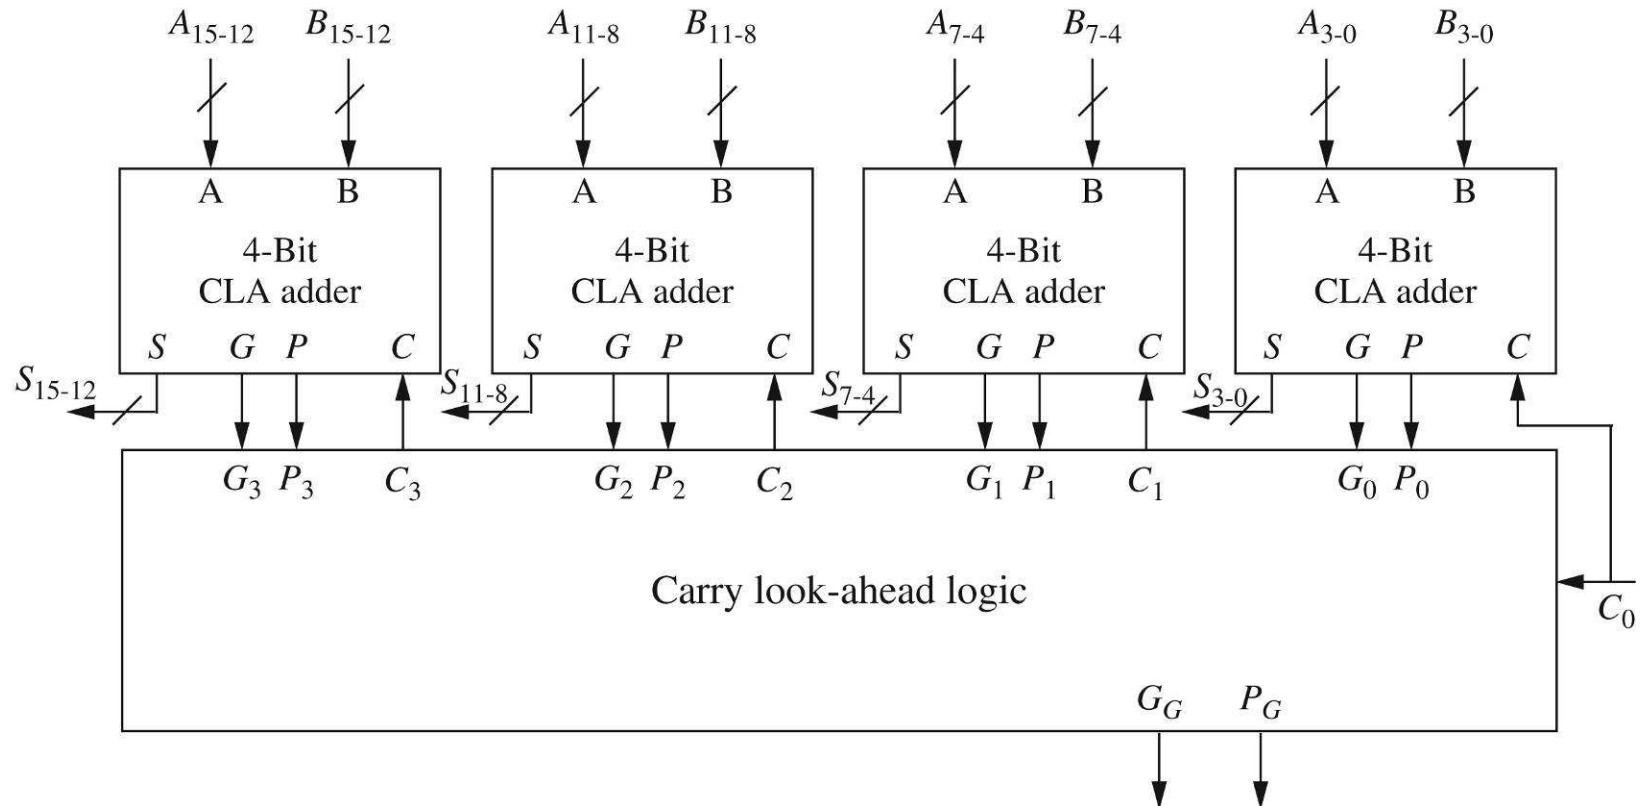 A15-12 B15-12 A11-8 B11-8 A7-4 B7-4 A3-0 B3-0
A B A B A B A B
4-Bit 4-Bit 4-Bit 4-Bit
CLA adder CLA adder CLA adder CLA adder
S G P C S G P C S G P C S G P C
S15-12 S11-8 S7-4 S3-0
G3 P3 C3 G2 P2 C2 G1 P1 C1 G0 P0
Carry look-ahead logic
C0
GG PG